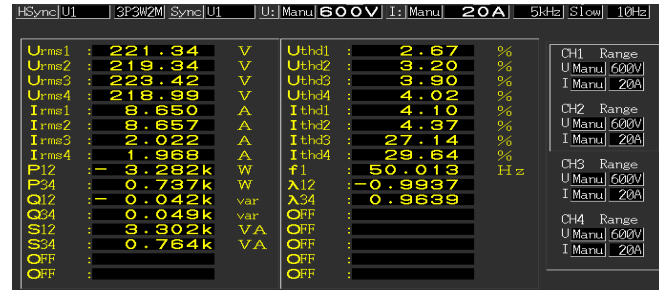 HSync U1 3P3W2M Sync U1 U: Manu 600V I: Manu 20A 5kHz Slow 10Hz
Urms1 : 221.34 V
Urms2 : 219.34 V
Urms3 : 223.42 V
Urms4 : 218.99 V
Irms1 : 8.650 A
Irms2 : 8.657 A
Irms3 : 2.022 A
Irms4 : 1.968 A
P12 :- 3.282k W
P34 : 0.737k W
Q12 :- 0.042k var
Q34 : 0.049k var
S12 : 3.302k VA
S34 : 0.764k VA
OFF :
OFF :
Uthd1 : 2.67 %
Uthd2 : 3.20 %
Uthd3 : 3.90 %
Uthd4 : 4.02 %
Ithd1 : 4.10 %
Ithd2 : 4.37 %
Ithd3 : 27.14 %
Ithd4 : 29.64 %
f1 : 50.013 Hz
λ12 :-0.9937
λ34 : 0.9639
OFF :
OFF :
OFF :
OFF :
OFF :
CH1 Range
U Manu 600V
I Manu 20A
CH2 Range
U Manu 600V
I Manu 20A
CH3 Range
U Manu 600V
I Manu 20A
CH4 Range
U Manu 600V
I Manu 20A